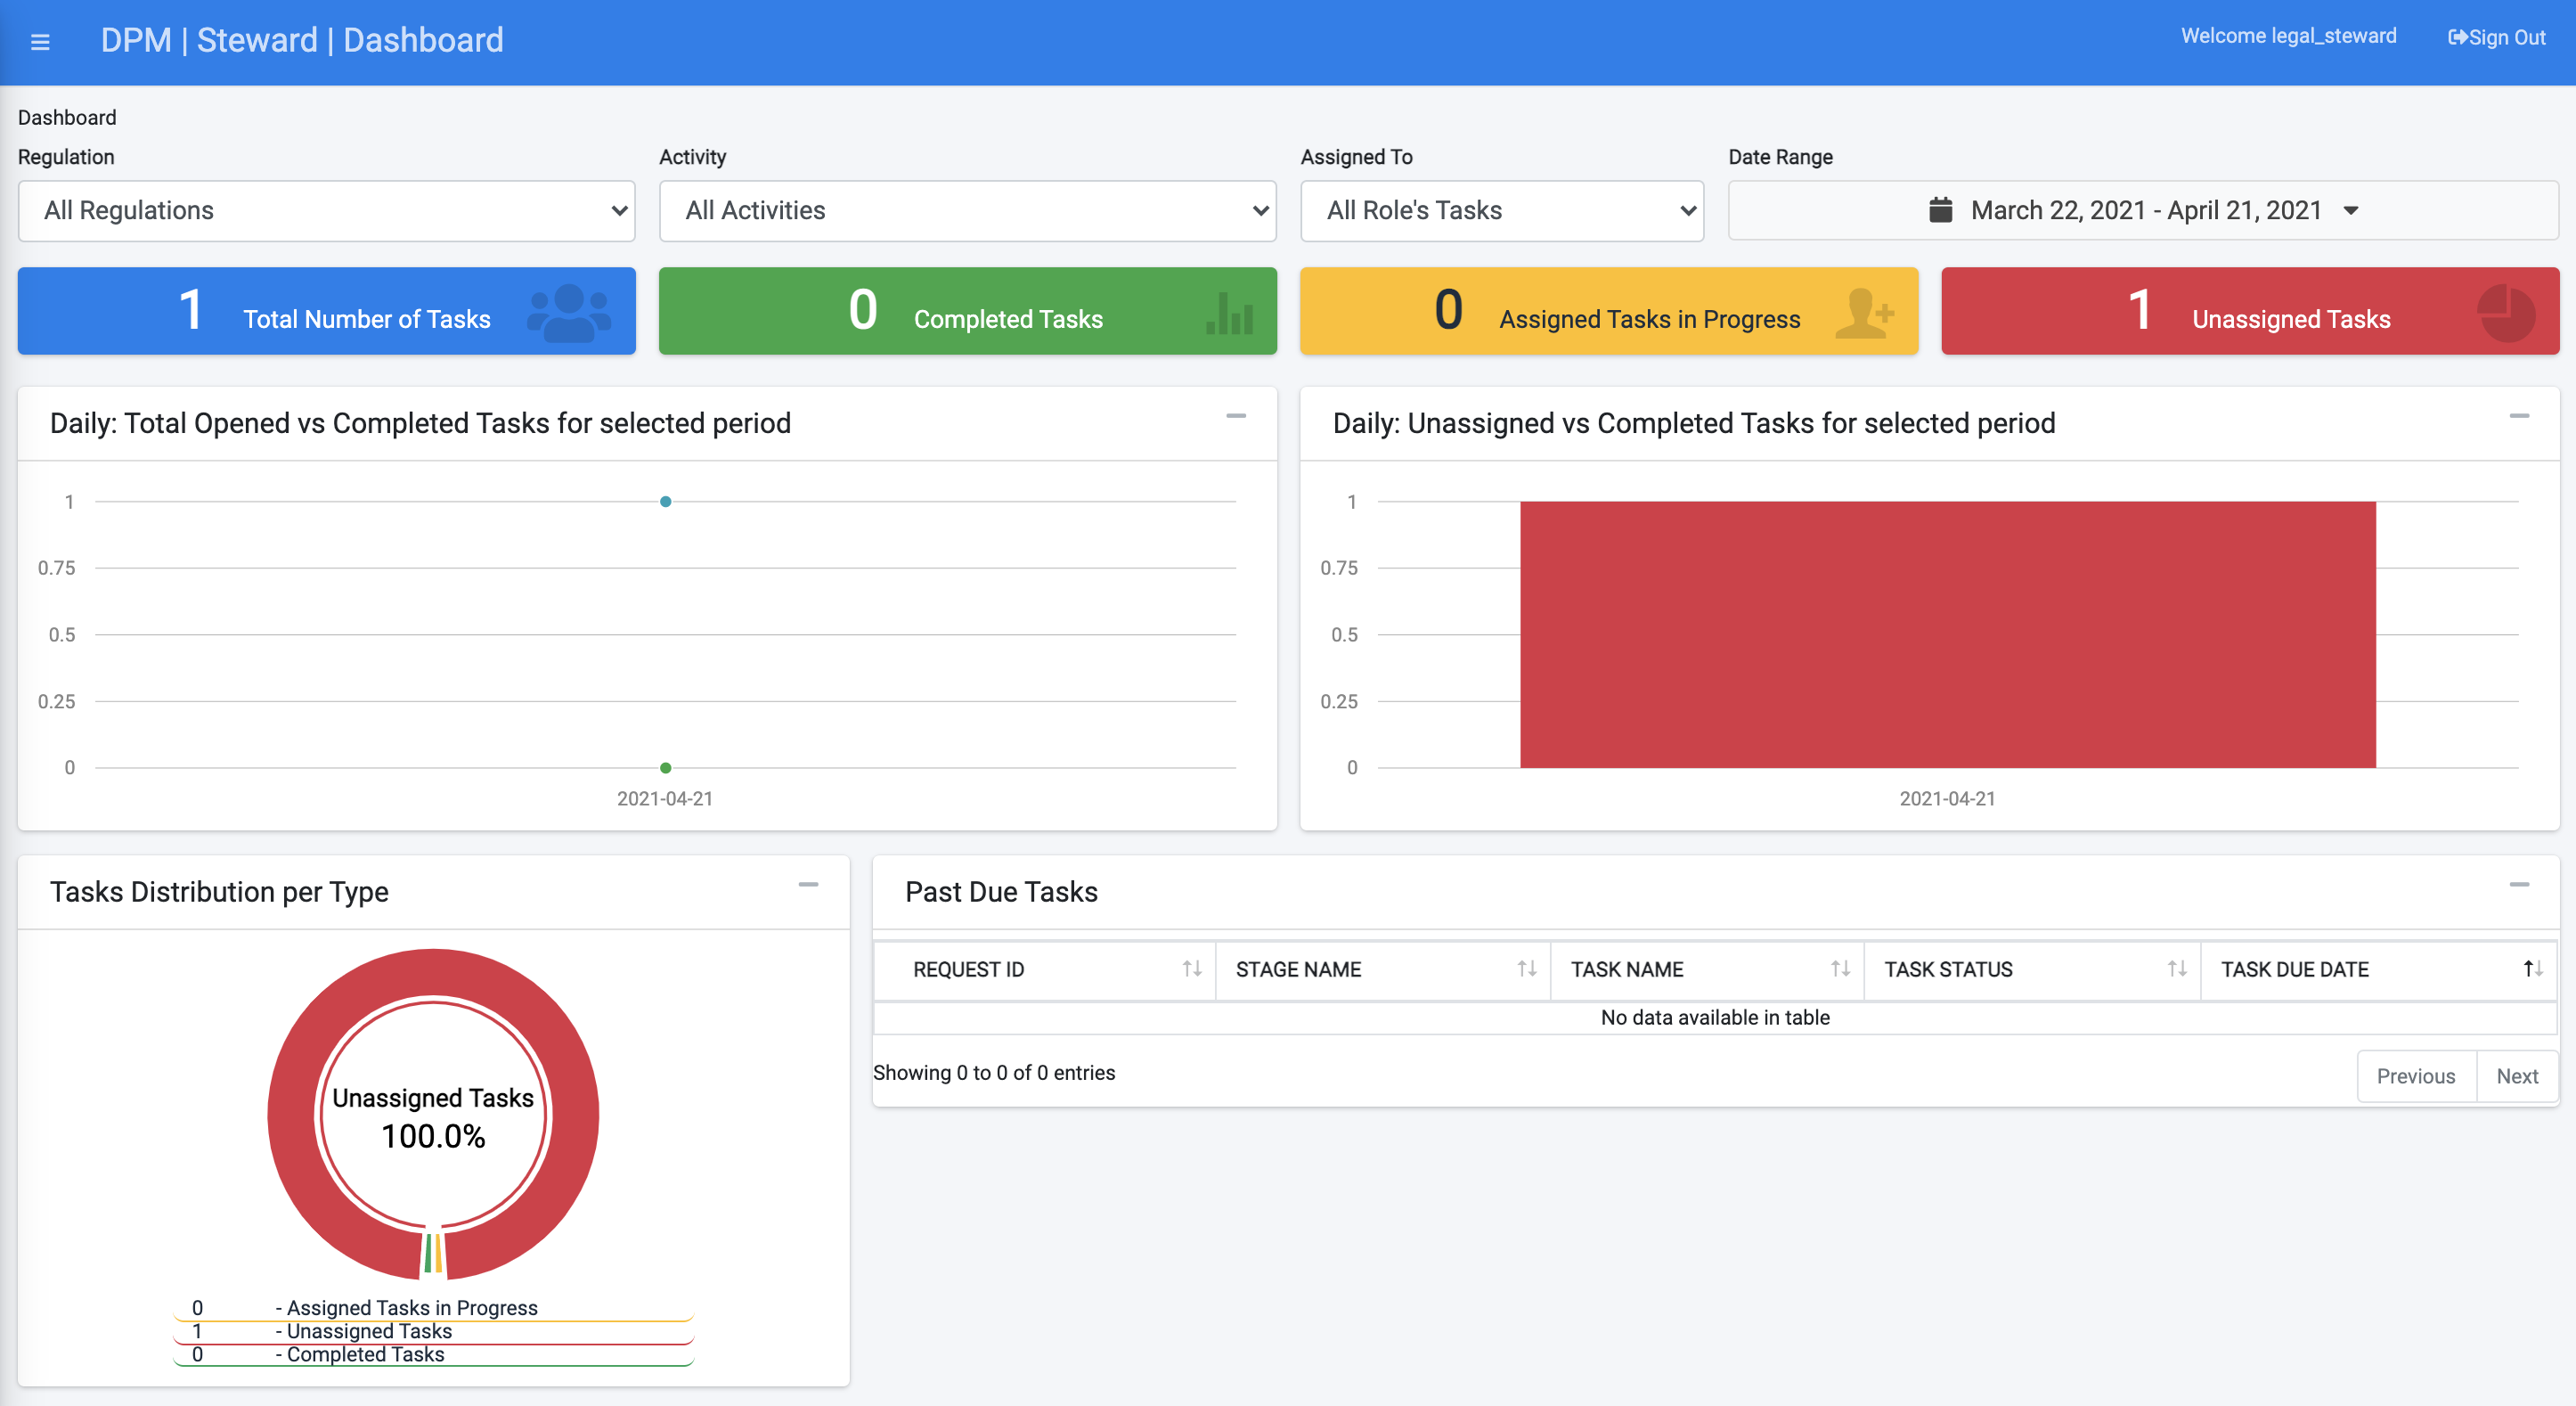 DPM | Steward | Dashboard
Welcome legal_steward
Sign Out
Dashboard
Regulation
Activity
Assigned To
Date Range
All Regulations
All Activities
All Role's Tasks
March 22, 2021 - April 21, 2021
1 Total Number of Tasks
0 Completed Tasks
0 Assigned Tasks in Progress
1 Unassigned Tasks
Daily: Total Opened vs Completed Tasks for selected period
1
0.75
0.5
0.25
0
2021-04-21
Daily: Unassigned vs Completed Tasks for selected period
1
0.75
0.5
0.25
0
2021-04-21
Tasks Distribution per Type
Unassigned Tasks
100.0%
0 - Assigned Tasks in Progress
1 - Unassigned Tasks
0 - Completed Tasks
Past Due Tasks
REQUEST ID STAGE NAME TASK NAME TASK STATUS TASK DUE DATE
No data available in table
Showing 0 to 0 of 0 entries
Previous Next